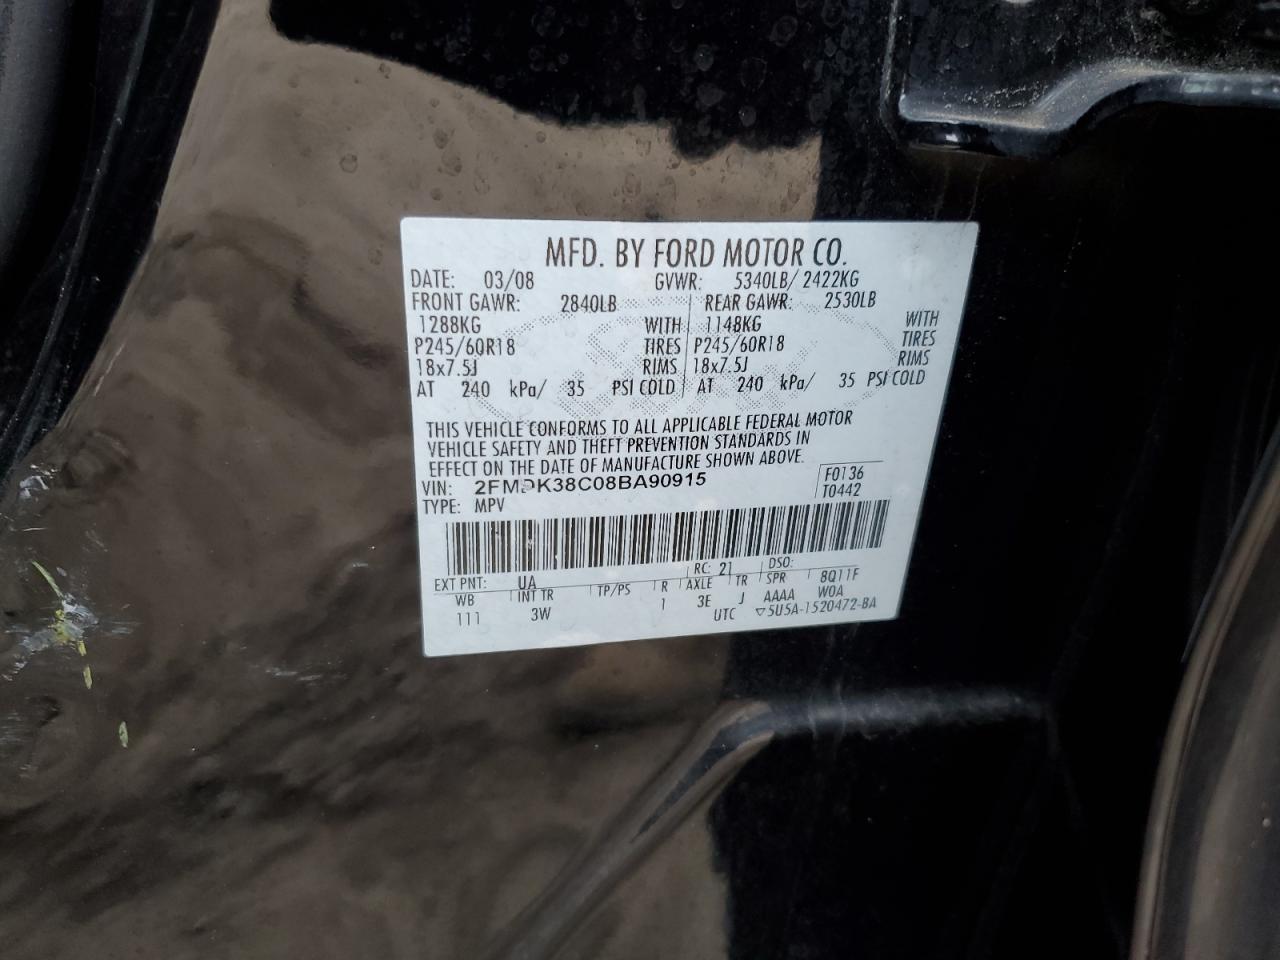 MFD. BY FORD MOTOR CO.
DATE: 03/08 GVWR: 5340LB/ 2422KG
FRONT GAWR: 2840LB REAR GAWR: 2530LB
1288KG WITH 1148KG WITH
P245/60R18 TIRES P245/60R18 TIRES
18x7.5J RIMS 18x7.5J RIMS
AT 240 kPa/ 35 PSI COLD AT 240 kPa/ 35 PSI COLD
THIS VEHICLE CONFORMS TO ALL APPLICABLE FEDERAL MOTOR
VEHICLE SAFETY AND THEFT PREVENTION STANDARDS IN
EFFECT ON THE DATE OF MANUFACTURE SHOWN ABOVE.
VIN: 2FMDK38C08BA90915 F0136
TYPE: MPV T0442
EXT PNT: UA RC: 21 DSO:
WB INT TR TP/PS R AXLE TR SPR 8Q11F
111 3W 1 3E J AAAA W0A
UTC ▽5U5A-1520472-BA